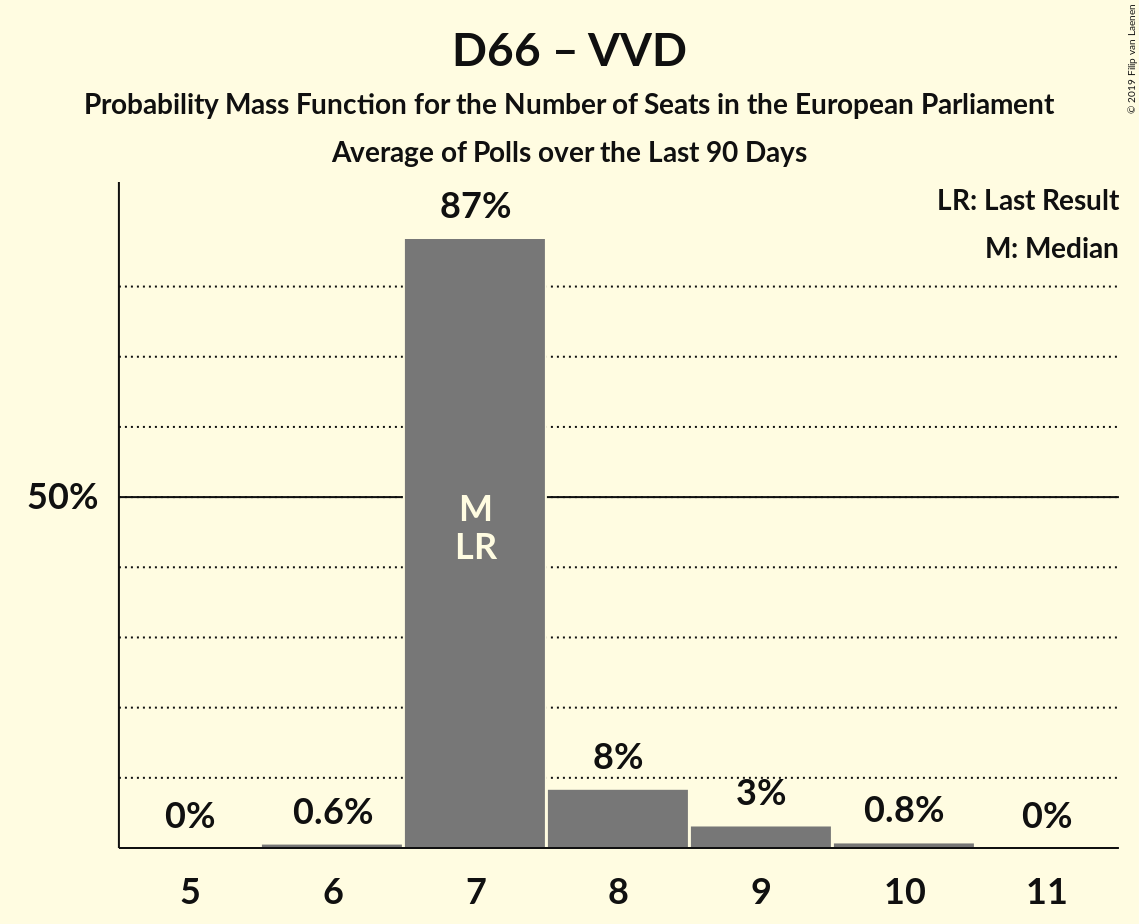 D66 – VVD
Probability Mass Function for the Number of Seats in the European Parliament
Average of Polls over the Last 90 Days
© 2019 Filip van Laenen
LR: Last Result
M: Median
87%
50%
M
LR
8%
3%
0%
0.6%
0.8%
0%
5 6 7 8 9 10 11